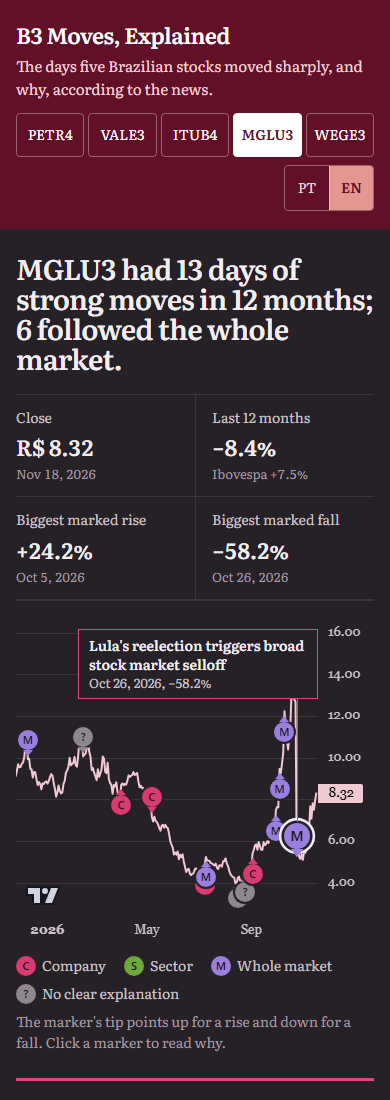 B3 Moves, Explained
The days five Brazilian stocks moved sharply, and
why, according to the news.
PETR4 VALE3 ITUB4 MGLU3 WEGE3
PT EN
MGLU3 had 13 days of
strong moves in 12 months;
6 followed the whole
market.
Close
R$ 8.32
Nov 18, 2026
Last 12 months
−8.4%
Ibovespa +7.5%
Biggest marked rise
+24.2%
Oct 5, 2026
Biggest marked fall
−58.2%
Oct 26, 2026
Lula's reelection triggers broad
stock market selloff
Oct 26, 2026, −58.2%
16.00
14.00
12.00
10.00
8.32
6.00
4.00
M
?
C
C
M
?
C
M
M
M
M
2026 May Sep
C Company S Sector M Whole market
? No clear explanation
The marker's tip points up for a rise and down for a
fall. Click a marker to read why.